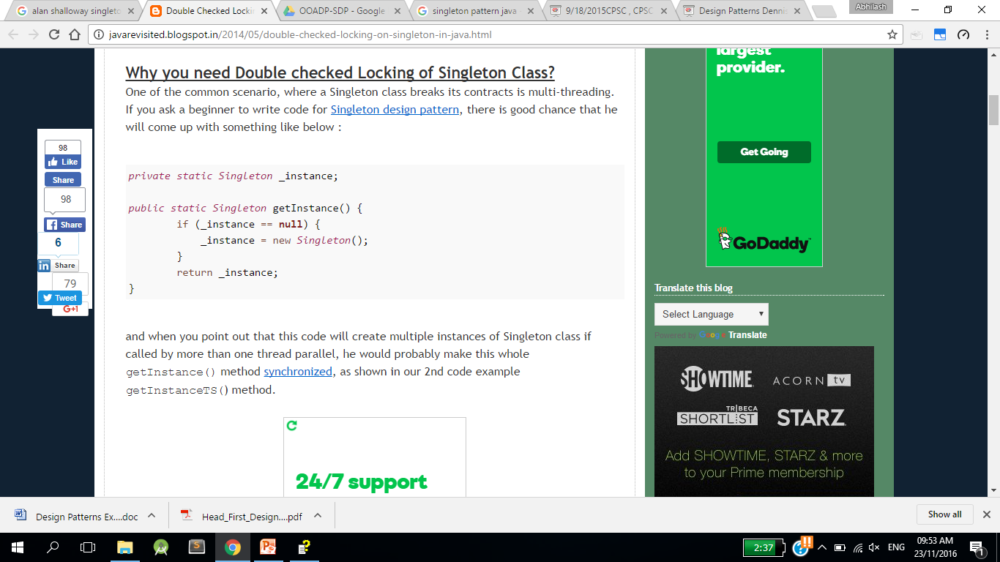 alan shalloway singleto
Double Checked Lockin
OOADP-SDP - Google
singleton pattern java
9/18/2015CPSC , CPSC
Design Patterns Dennis
Abhilash
javarevisited.blogspot.in/2014/05/double-checked-locking-on-singleton-in-java.html
Why you need Double checked Locking of Singleton Class?
One of the common scenario, where a Singleton class breaks its contracts is multi-threading.
If you ask a beginner to write code for Singleton design pattern, there is good chance that he
will come up with something like below :
private static Singleton _instance;
public static Singleton getInstance() {
if (_instance == null) {
_instance = new Singleton();
}
return _instance;
}
and when you point out that this code will create multiple instances of Singleton class if
called by more than one thread parallel, he would probably make this whole
getInstance() method synchronized, as shown in our 2nd code example
getInstanceTS() method.
24/7 support
98
Like
Share
98
Share
6
in Share
79
Tweet
G+1
largest
provider.
Get Going
GoDaddy
Translate this blog
Select Language
Powered by Google Translate
SHOWTIME
ACORN tv
TRIBECA
SHORTLIST
STARZ
Add SHOWTIME, STARZ & more
to your Prime membership
Design Patterns Ex....doc
Head_First_Design....pdf
Show all
2:37
ENG
09:53 AM
23/11/2016
1